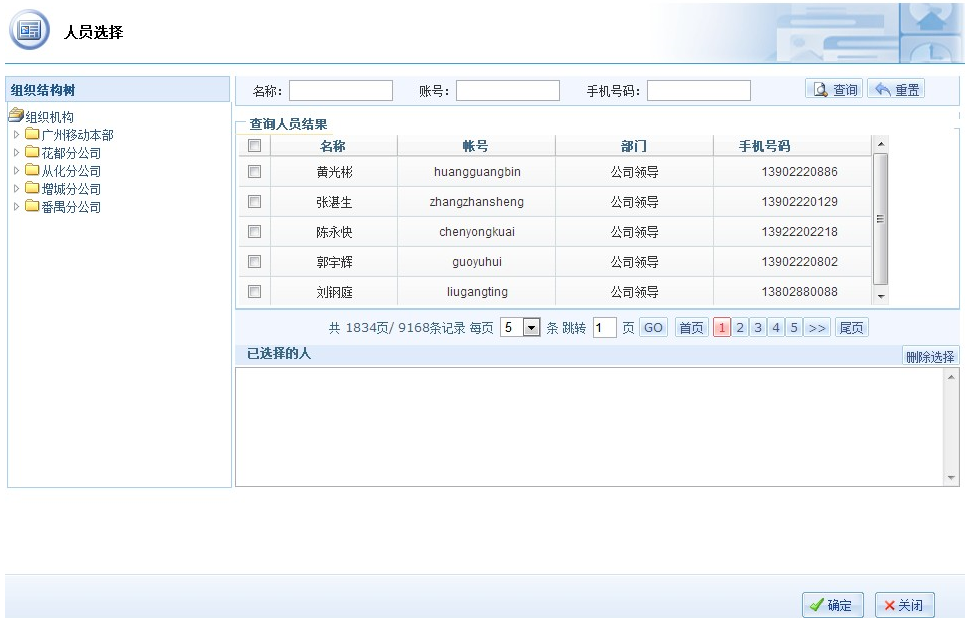 人员选择
组织结构树
组织机构
广州移动本部
花都分公司
从化分公司
增城分公司
番禺分公司
名称: 账号: 手机号码: 查询 重置
查询人员结果
名称 帐号 部门 手机号码
黄光彬 huangguangbin 公司领导 13902220886
张湛生 zhangzhansheng 公司领导 13902220129
陈永快 chenyongkuai 公司领导 13922202218
郭宇辉 guoyuhui 公司领导 13902220802
刘钢庭 liugangting 公司领导 13802880088
共 1834页/ 9168条记录 每页 5 条 跳转 1 页 GO 首页 1 2 3 4 5 >> 尾页
已选择的人 删除选择
确定 关闭